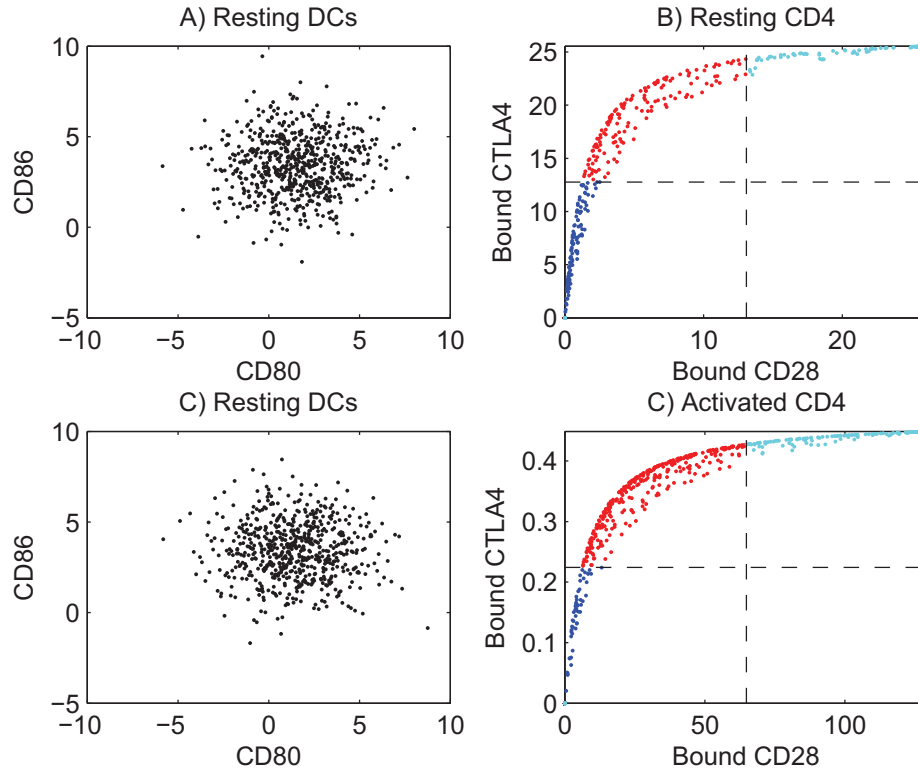 A) Resting DCs
10
5
0
−5
−10
−5
0
5
10
CD86
CD80
B) Resting CD4
25
20
15
10
5
0
0
10
20
Bound CTLA4
Bound CD28
C) Resting DCs
10
5
0
−5
−10
−5
0
5
10
CD86
CD80
C) Activated CD4
0.4
0.3
0.2
0.1
0
0
50
100
Bound CTLA4
Bound CD28